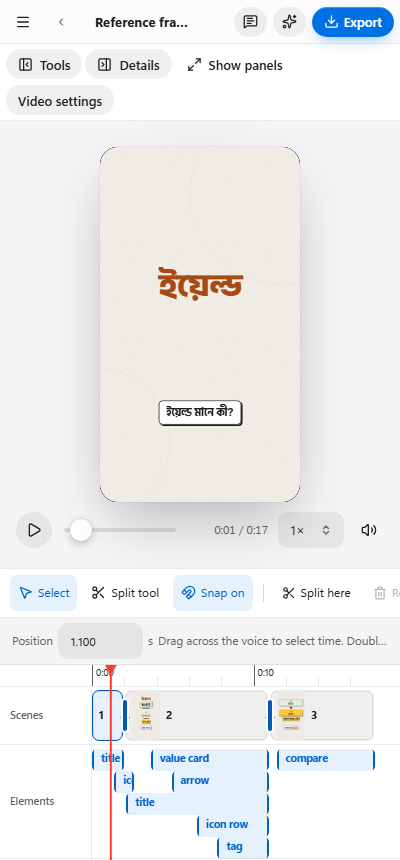 Reference fra...
Export
Tools
Details
Show panels
Video settings
ইয়েল্ড
ইয়েল্ড মানে কী?
0:01 / 0:17
1×
Select
Split tool
Snap on
Split here
Position
1.100
s
Drag across the voice to select time. Doubl...
0:00
0:10
Scenes
1
2
3
title
value card
compare
arrow
Elements
title
icon row
tag